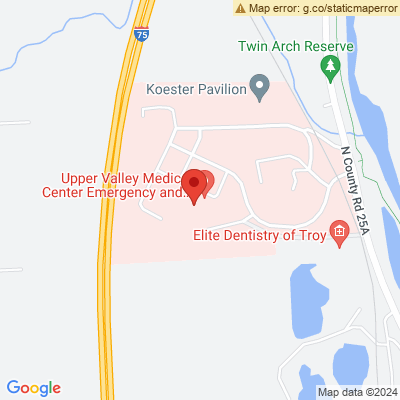 Map error: g.co/staticmaperror
75
Twin Arch Reserve
Koester Pavilion
N County Rd 25A
Upper Valley Medic
Center Emergency and...
Elite Dentistry of Troy
Google
Map data ©2024